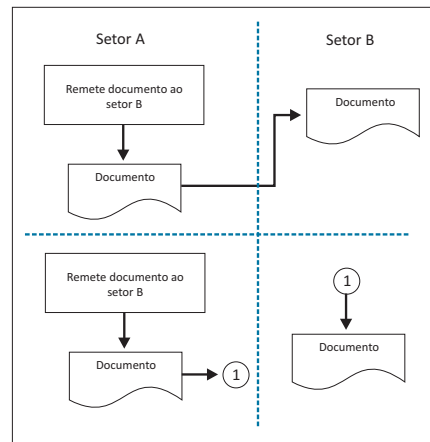 Setor A
Setor B
Remete documento ao
setor B
Documento
Documento
Remete documento ao
setor B
Documento
1
1
Documento